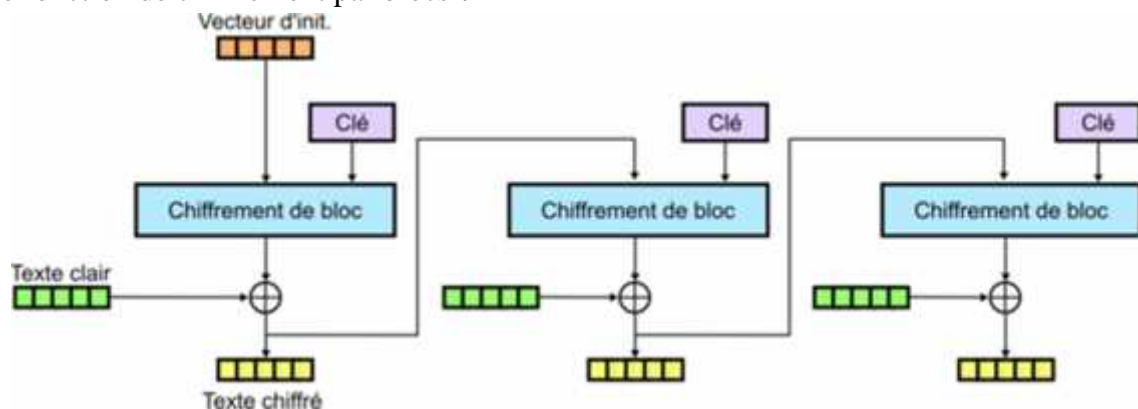 Vecteur d'init.
Clé
Clé
Clé
Chiffrement de bloc
Chiffrement de bloc
Chiffrement de bloc
Texte clair
Texte chiffré